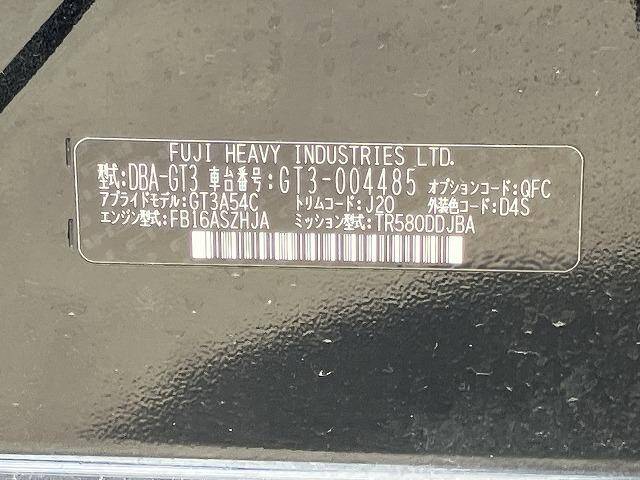 FUJI HEAVY INDUSTRIES LTD.
型式:DBA-GT3 車台番号:GT3-004485 オプションコード:QFC
アプライドモデル:GT3A54C トリムコード:J20 外装色コード:D4S
エンジン型式:FB16ASZHJA ミッション型式:TR580DDJBA